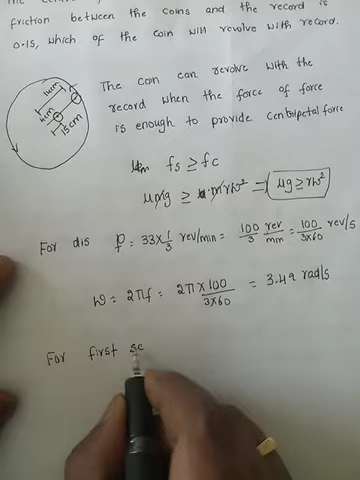 friction between the coins and the record is
0.15, which of the coin will revolve with record.
14cm
4cm
15cm
The coin can revolve with the
record when the force of force
is enough to provide centripetal force
fs ≥ fc
μmg ≥ mrω² = μg ≥ rω²
For dis f = 33×1/3 rev/min = 100/3 rev/min = 100/3×60 rev/s
ω = 2πf = 2π×100/3×60 = 3.49 rad/s
For first se